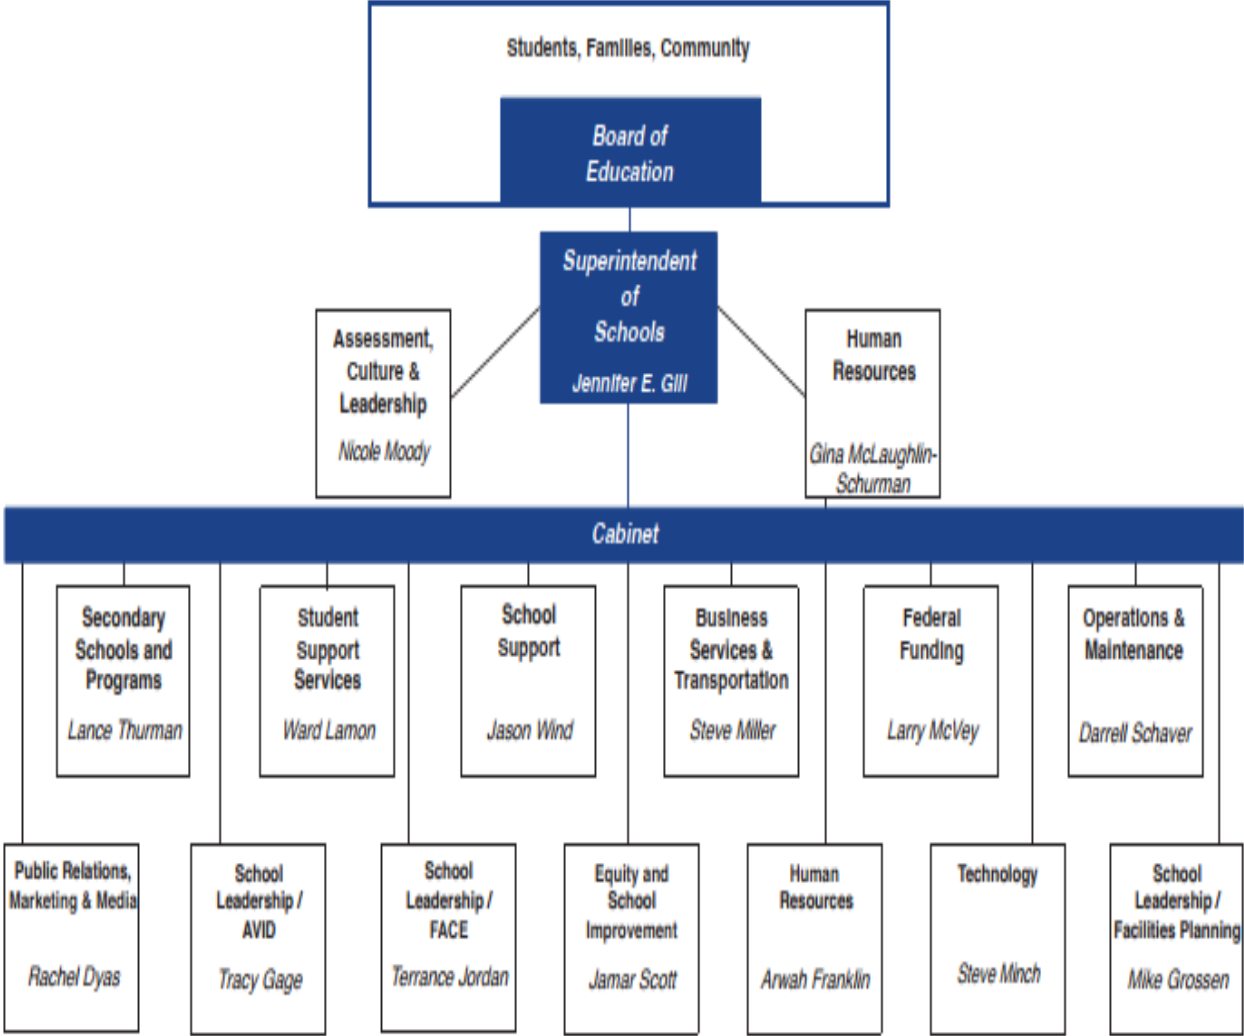 Students, Families, Community
Board of
Education
Superintendent
of
Schools
Jennifer E. Gill
Assessment,
Culture &
Leadership
Nicole Moody
Human
Resources
Gina McLaughlin-
Schurman
Cabinet
Secondary
Schools and
Programs
Lance Thurman
Student
Support
Services
Ward Lamon
School
Support
Jason Wind
Business
Services &
Transportation
Steve Miller
Federal
Funding
Larry McVey
Operations &
Maintenance
Darrell Schaver
Public Relations,
Marketing & Media
Rachel Dyas
School
Leadership /
AVID
Tracy Gage
School
Leadership /
FACE
Terrance Jordan
Equity and
School
Improvement
Jamar Scott
Human
Resources
Arwah Franklin
Technology
Steve Minch
School
Leadership /
Facilities Planning
Mike Grossen